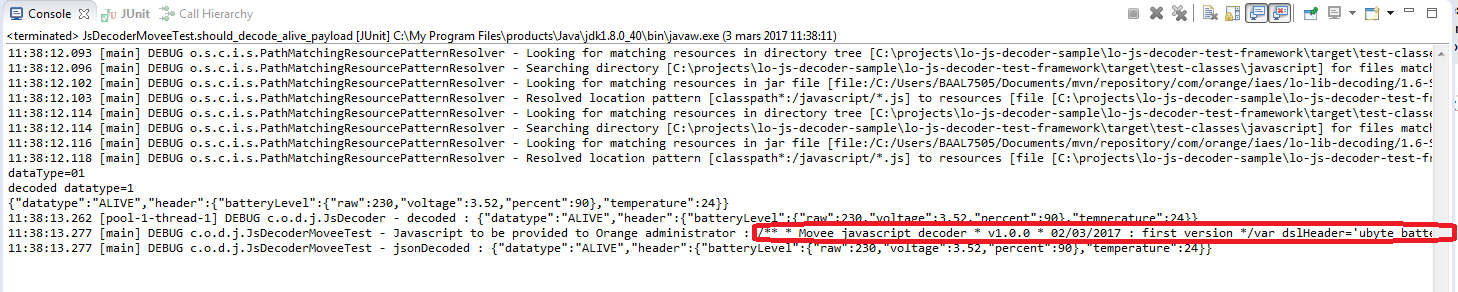 Console JUnit Call Hierarchy
<terminated> JsDecoderMoveeTest.should_decode_alive_payload [JUnit] C:\My Program Files\products\Java\jdk1.8.0_40\bin\javaw.exe (3 mars 2017 11:38:11)
11:38:12.093 [main] DEBUG o.s.c.i.s.PathMatchingResourcePatternResolver - Looking for matching resources in directory tree [C:\projects\lo-js-decoder-sample\lo-js-decoder-test-framework\target\test-classe
11:38:12.096 [main] DEBUG o.s.c.i.s.PathMatchingResourcePatternResolver - Searching directory [C:\projects\lo-js-decoder-sample\lo-js-decoder-test-framework\target\test-classes\javascript] for files matc
11:38:12.102 [main] DEBUG o.s.c.i.s.PathMatchingResourcePatternResolver - Looking for matching resources in jar file [file:/C:/Users/BAAL7505/Documents/mvn/repository/com/orange/iaes/lo-lib-decoding/1.6-S
11:38:12.103 [main] DEBUG o.s.c.i.s.PathMatchingResourcePatternResolver - Resolved location pattern [classpath*:/javascript/*.js] to resources [file [C:\projects\lo-js-decoder-sample\lo-js-decoder-test-fr
11:38:12.114 [main] DEBUG o.s.c.i.s.PathMatchingResourcePatternResolver - Looking for matching resources in directory tree [C:\projects\lo-js-decoder-sample\lo-js-decoder-test-framework\target\test-classe
11:38:12.114 [main] DEBUG o.s.c.i.s.PathMatchingResourcePatternResolver - Searching directory [C:\projects\lo-js-decoder-sample\lo-js-decoder-test-framework\target\test-classes\javascript] for files matc
11:38:12.116 [main] DEBUG o.s.c.i.s.PathMatchingResourcePatternResolver - Looking for matching resources in jar file [file:/C:/Users/BAAL7505/Documents/mvn/repository/com/orange/iaes/lo-lib-decoding/1.6-S
11:38:12.118 [main] DEBUG o.s.c.i.s.PathMatchingResourcePatternResolver - Resolved location pattern [classpath*:/javascript/*.js] to resources [file [C:\projects\lo-js-decoder-sample\lo-js-decoder-test-fr
dataType=01
decoded datatype=1
{"datatype":"ALIVE","header":{"batteryLevel":{"raw":230,"voltage":3.52,"percent":90},"temperature":24}}
11:38:13.262 [pool-1-thread-1] DEBUG c.o.d.j.JsDecoder - decoded : {"datatype":"ALIVE","header":{"batteryLevel":{"raw":230,"voltage":3.52,"percent":90},"temperature":24}}
11:38:13.277 [main] DEBUG c.o.d.j.JsDecoderMoveeTest - Javascript to be provided to Orange administrator : /** * Movee javascript decoder * v1.0.0 * 02/03/2017 : first version */var dslHeader='ubyte_batte
11:38:13.277 [main] DEBUG c.o.d.j.JsDecoderMoveeTest - jsonDecoded : {"datatype":"ALIVE","header":{"batteryLevel":{"raw":230,"voltage":3.52,"percent":90},"temperature":24}}